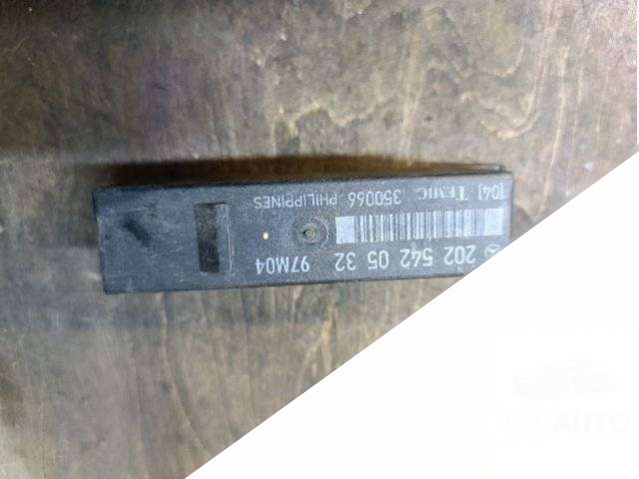 202 542 05 32 97M04
[04] TEMIC 350066 PHILIPPINES
TEDAUTO